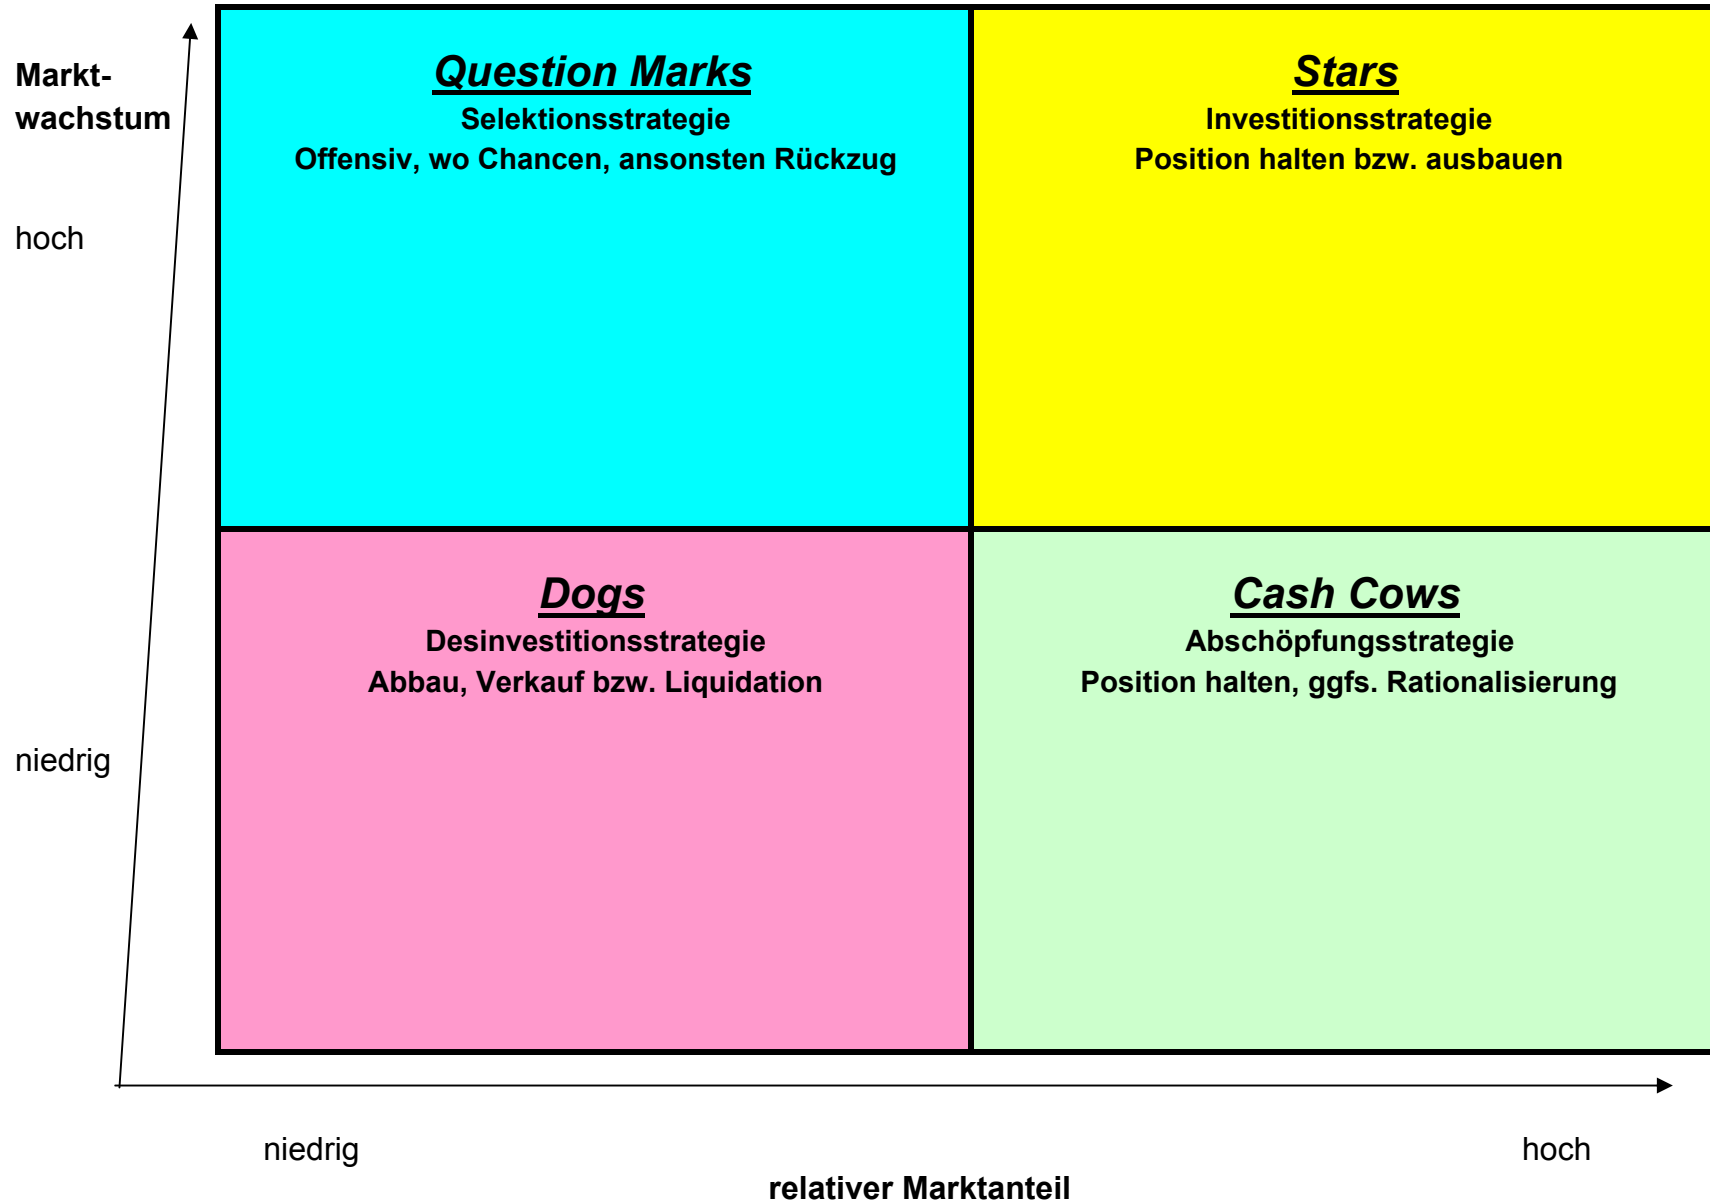 Markt-
wachstum
hoch
niedrig
Question Marks
Selektionsstrategie
Offensiv, wo Chancen, ansonsten Rückzug
Stars
Investitionsstrategie
Position halten bzw. ausbauen
Dogs
Desinvestitionsstrategie
Abbau, Verkauf bzw. Liquidation
Cash Cows
Abschöpfungsstrategie
Position halten, ggfs. Rationalisierung
niedrig
hoch
relativer Marktanteil